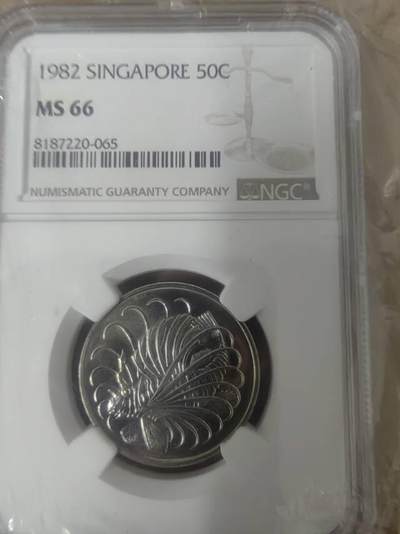 1982 SINGAPORE 50C
MS 66
8187220-065
NUMISMATIC GUARANTY COMPANY NGC®